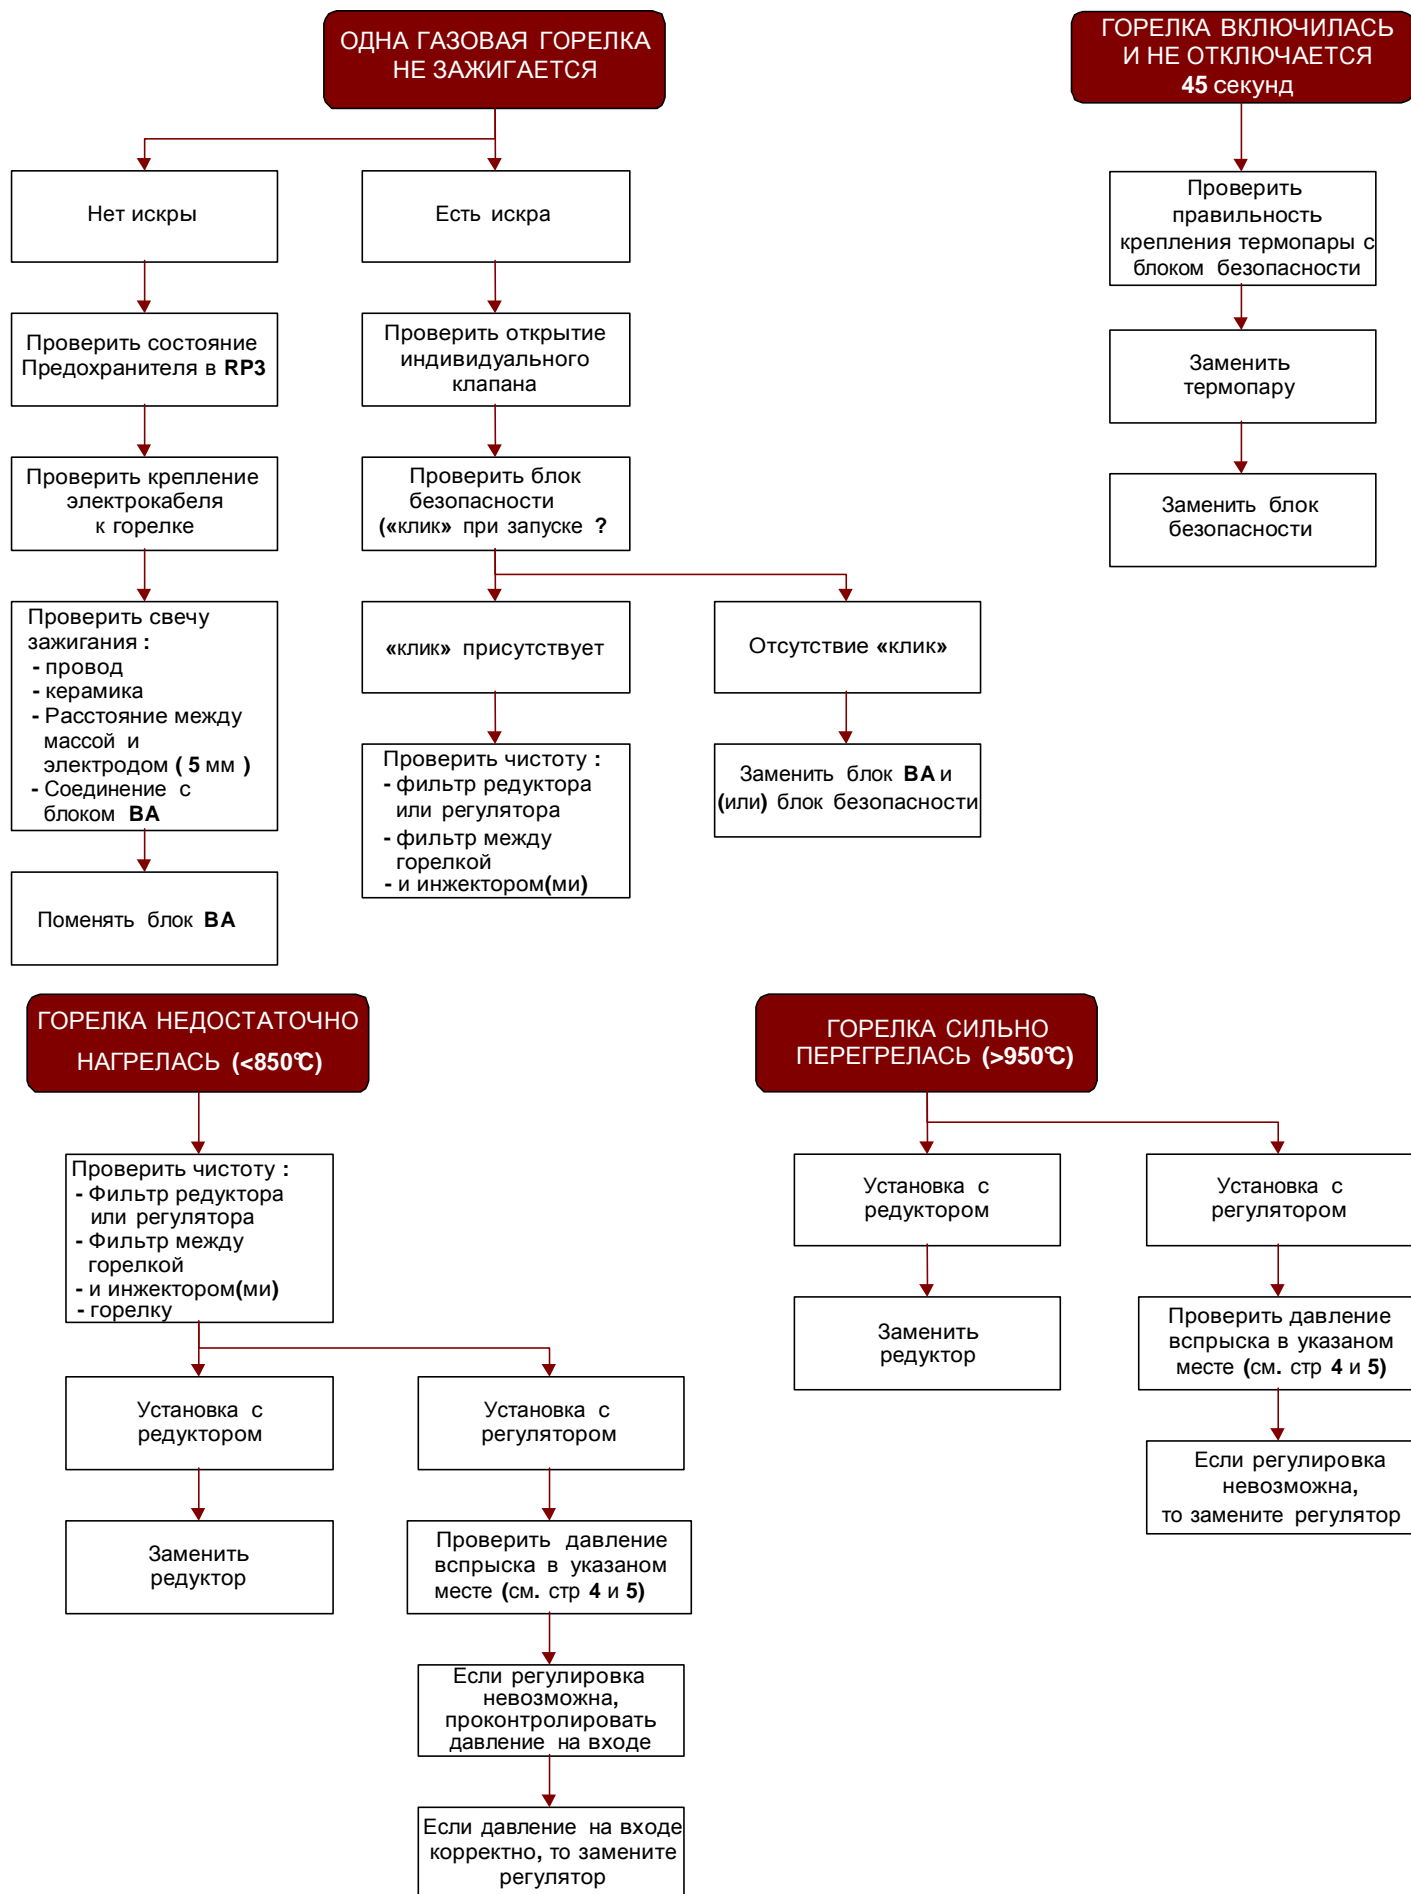 ОДНА ГАЗОВАЯ ГОРЕЛКА
НЕ ЗАЖИГАЕТСЯ
Нет искры
Есть искра
Проверить состояние
Предохранителя в RP3
Проверить открытие
индивидуального
клапана
Проверить крепление
электрокабеля
к горелке
Проверить блок
безопасности
(«клик» при запуске ?
Проверить свечу
зажигания :
- провод
- керамика
- Расстояние между
массой и
электродом ( 5 мм )
- Соединение с
блоком ВА
«клик» присутствует
Отсутствие «клик»
Проверить чистоту :
- фильтр редуктора
или регулятора
- фильтр между
горелкой
- и инжектором(ми)
Заменить блок ВА и
(или) блок безопасности
Поменять блок ВА
ГОРЕЛКА ВКЛЮЧИЛАСЬ
И НЕ ОТКЛЮЧАЕТСЯ
45 секунд
Проверить
правильность
крепления термопары с
блоком безопасности
Заменить
термопару
Заменить блок
безопасности
ГОРЕЛКА НЕДОСТАТОЧНО
НАГРЕЛАСЬ (<850℃)
Проверить чистоту :
- Фильтр редуктора
или регулятора
- Фильтр между
горелкой
- и инжектором(ми)
- горелку
Установка с
редуктором
Установка с
регулятором
Заменить
редуктор
Проверить давление
вспрыска в указаном
месте (см. стр 4 и 5)
Если регулировка
невозможна,
проконтролировать
давление на входе
Если давление на входе
корректно, то замените
регулятор
ГОРЕЛКА СИЛЬНО
ПЕРЕГРЕЛАСЬ (>950℃)
Установка с
редуктором
Установка с
регулятором
Заменить
редуктор
Проверить давление
вспрыска в указаном
месте (см. стр 4 и 5)
Если регулировка
невозможна,
то замените регулятор